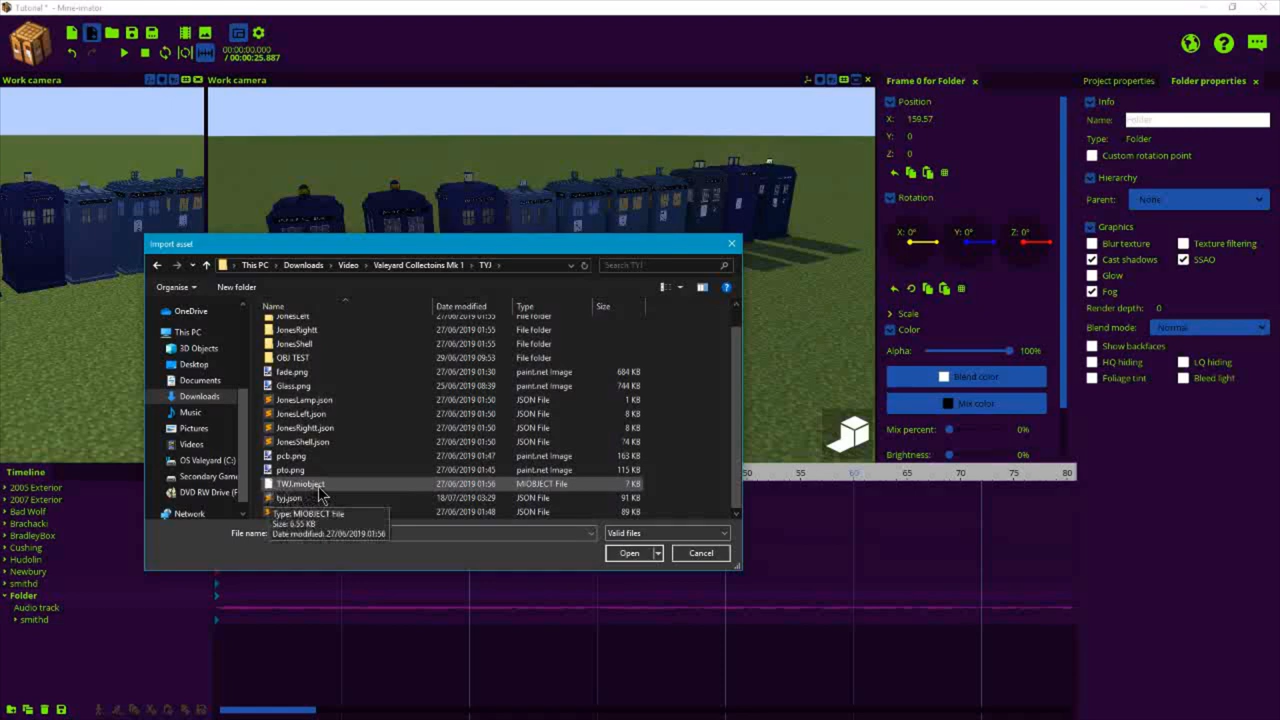 Tutorial * - Mine-imator
00:00:00.000
/ 00:00:25.887
Work camera
Work camera
Frame 0 for Folder
Position
X: 159.57
Y: 0
Z: 0
Rotation
X: 0° Y: 0° Z: 0°
Scale
Color
Alpha: 100%
Blend color
Mix color
Mix percent: 0%
Brightness: 0%
Project properties Folder properties
Info
Name: Folder
Type: Folder
Custom rotation point
Hierarchy
Parent: None
Graphics
Blur texture Texture filtering
Cast shadows SSAO
Glow
Fog
Render depth: 0
Blend mode: Normal
Show backfaces
HQ hiding LQ hiding
Foliage tint Bleed light
Import asset
This PC Downloads Video Valeyard Collectoins Mk 1 TYJ Search TYJ
Organise New folder
Name Date modified Type Size
OneDrive
This PC
3D Objects
Desktop
Documents
Downloads
Music
Pictures
Videos
OS Valeyard (C:)
Secondary Game
DVD RW Drive (F
Network
JonesLeft 27/06/2019 01:55 File folder
JonesRightt 27/06/2019 01:55 File folder
JonesShell 27/06/2019 01:55 File folder
OBJ TEST 29/06/2019 09:53 File folder
fade.png 27/06/2019 01:30 paint.net Image 684 KB
Glass.png 25/06/2019 08:39 paint.net Image 744 KB
JonesLamp.json 27/06/2019 01:50 JSON File 1 KB
JonesLeft.json 27/06/2019 01:50 JSON File 8 KB
JonesRightt.json 27/06/2019 01:50 JSON File 8 KB
JonesShell.json 27/06/2019 01:50 JSON File 74 KB
pcb.png 27/06/2019 01:47 paint.net Image 163 KB
pto.png 27/06/2019 01:45 paint.net Image 115 KB
TWJ.miobject 27/06/2019 01:56 MIOBJECT File 7 KB
tyj.json 18/07/2019 03:29 JSON File 91 KB
27/06/2019 01:48 JSON File 89 KB
Type: MIOBJECT File
Size: 6.55 KB
Date modified: 27/06/2019 01:56
File name: Valid files
Open Cancel
Timeline
50 55 60 65 70 75 80
2005 Exterior
2007 Exterior
Bad Wolf
Brachacki
BradleyBox
Cushing
Hudolin
Newbury
smithd
Folder
Audio track
smithd